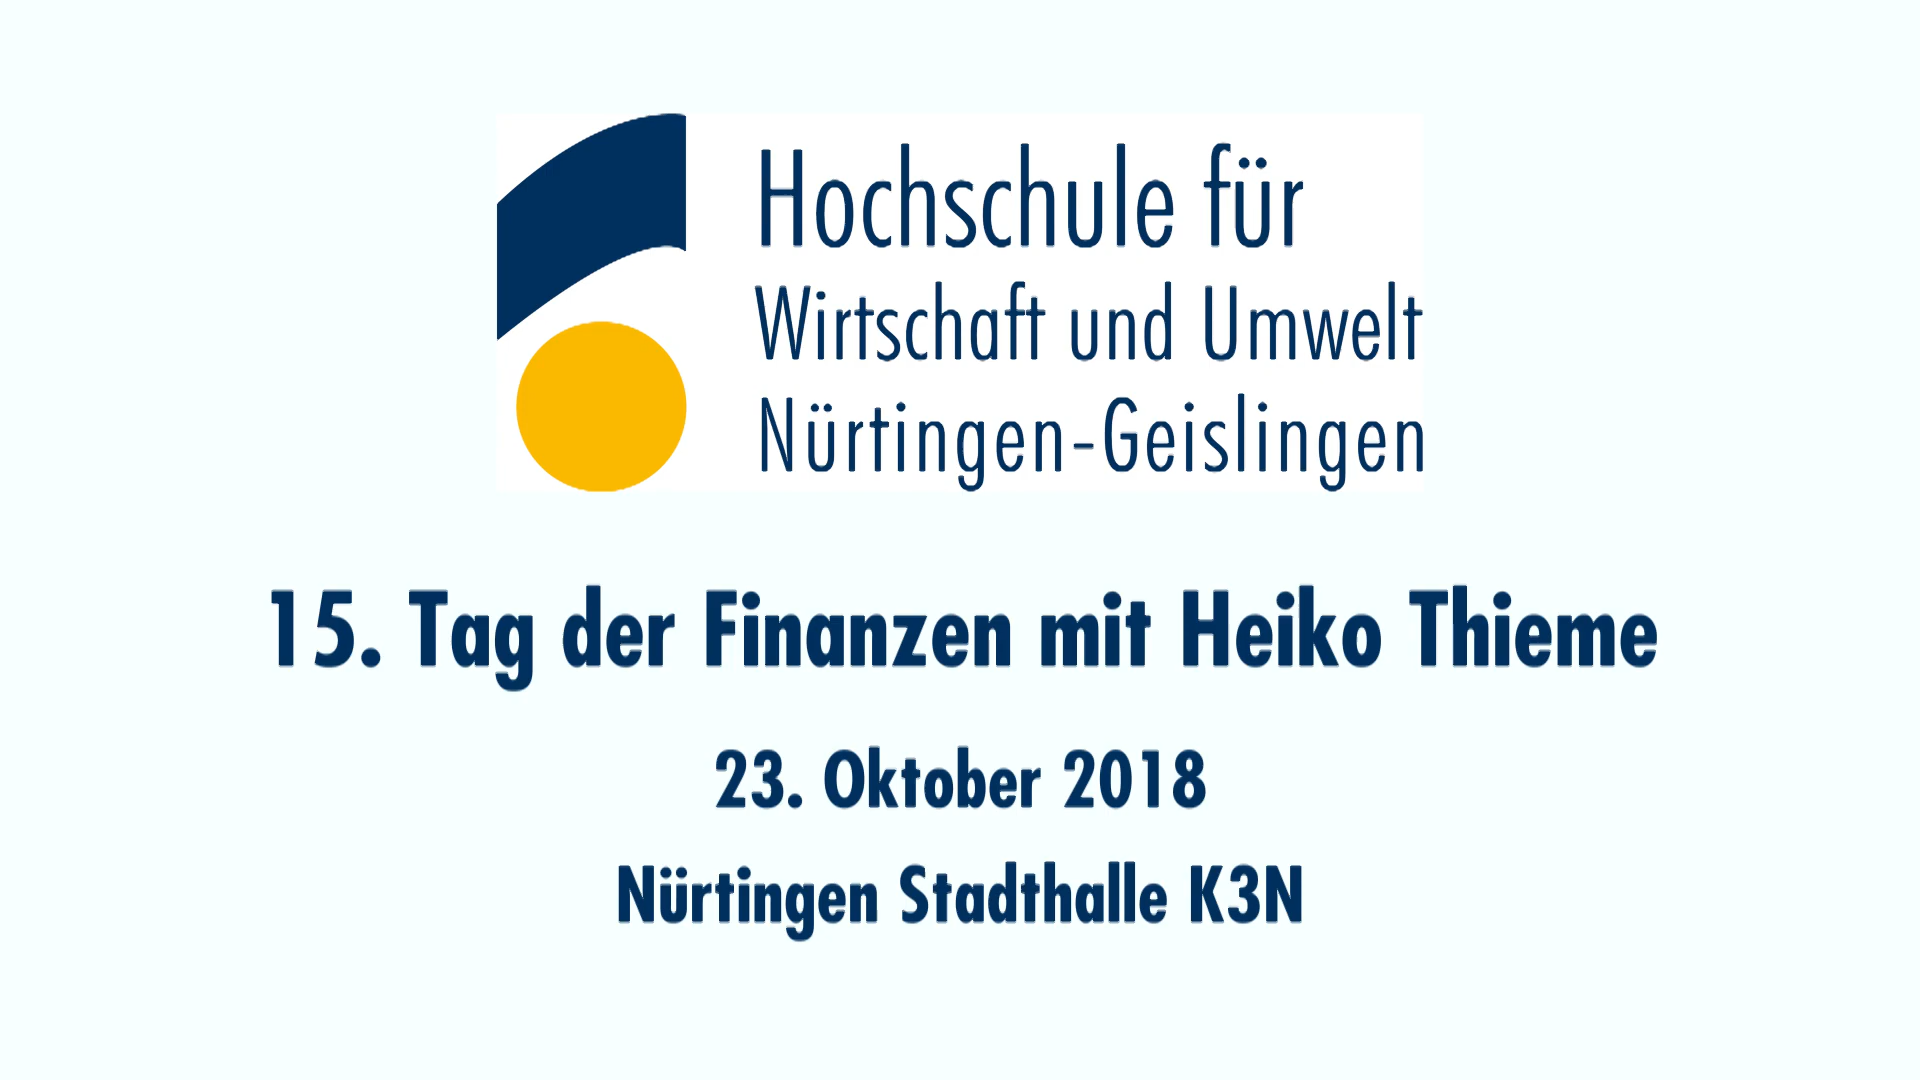 Hochschule für
Wirtschaft und Umwelt
Nürtingen-Geislingen
15. Tag der Finanzen mit Heiko Thieme
23. Oktober 2018
Nürtingen Stadthalle K3N